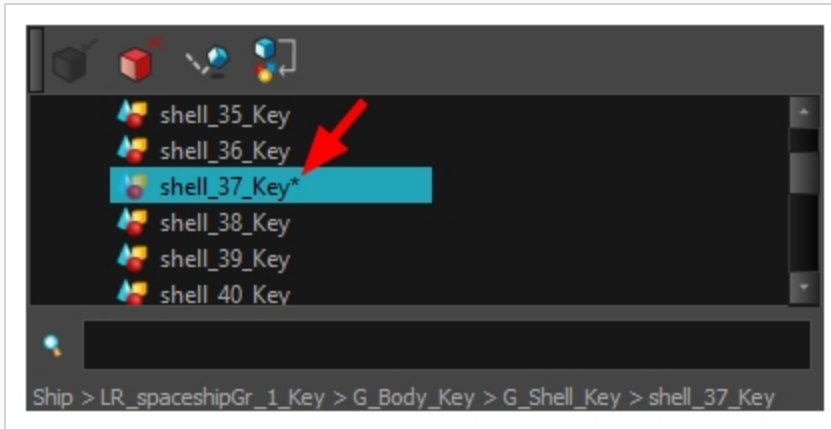 shell_35_Key
shell_36_Key
shell_37_Key*
shell_38_Key
shell_39_Key
shell_40_Key
Ship > LR_spaceshipGr_1_Key > G_Body_Key > G_Shell_Key > shell_37_Key